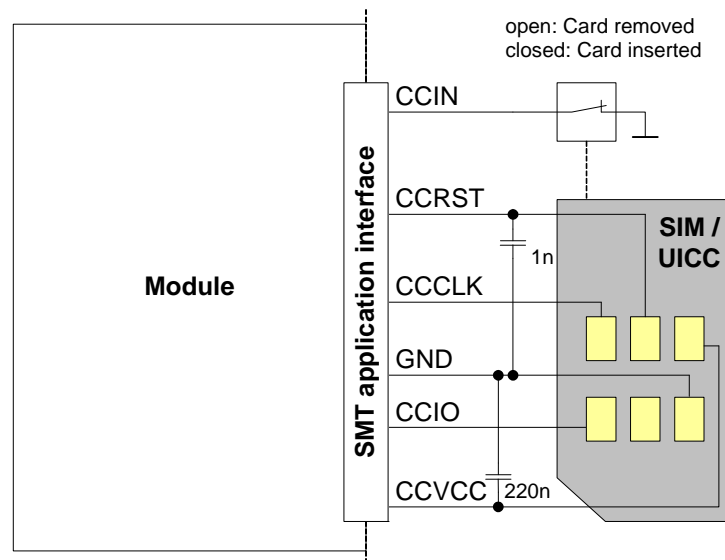 open: Card removed
closed: Card inserted
CCIN
SMT application interface
CCRST
SIM /
UICC
1n
Module
CCCLK
GND
CCIO
CCVCC
220n